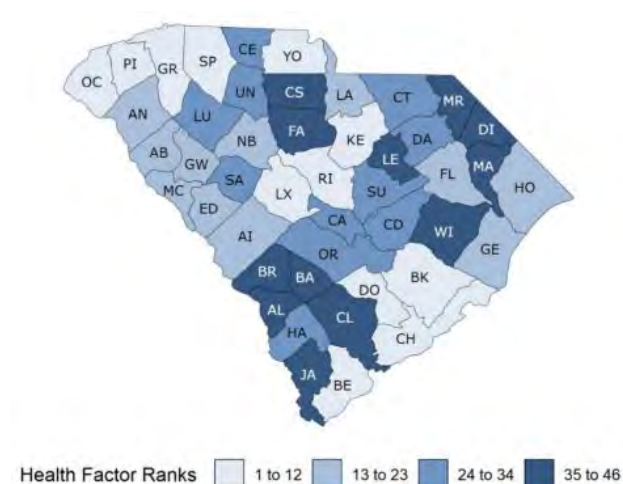 CE
YO
SP
PI
GR
OC
UN
CS
LA
CT
MR
AN
LU
DI
FA
NB
KE
DA
AB
LE
MA
GW
RI
FL
HO
SA
MC
LX
SU
ED
CA
CD
WI
AI
GE
OR
BR
BA
BK
DO
AL
CL
HA
CH
JA
BE
Health Factor Ranks 1 to 12 13 to 23 24 to 34 35 to 46